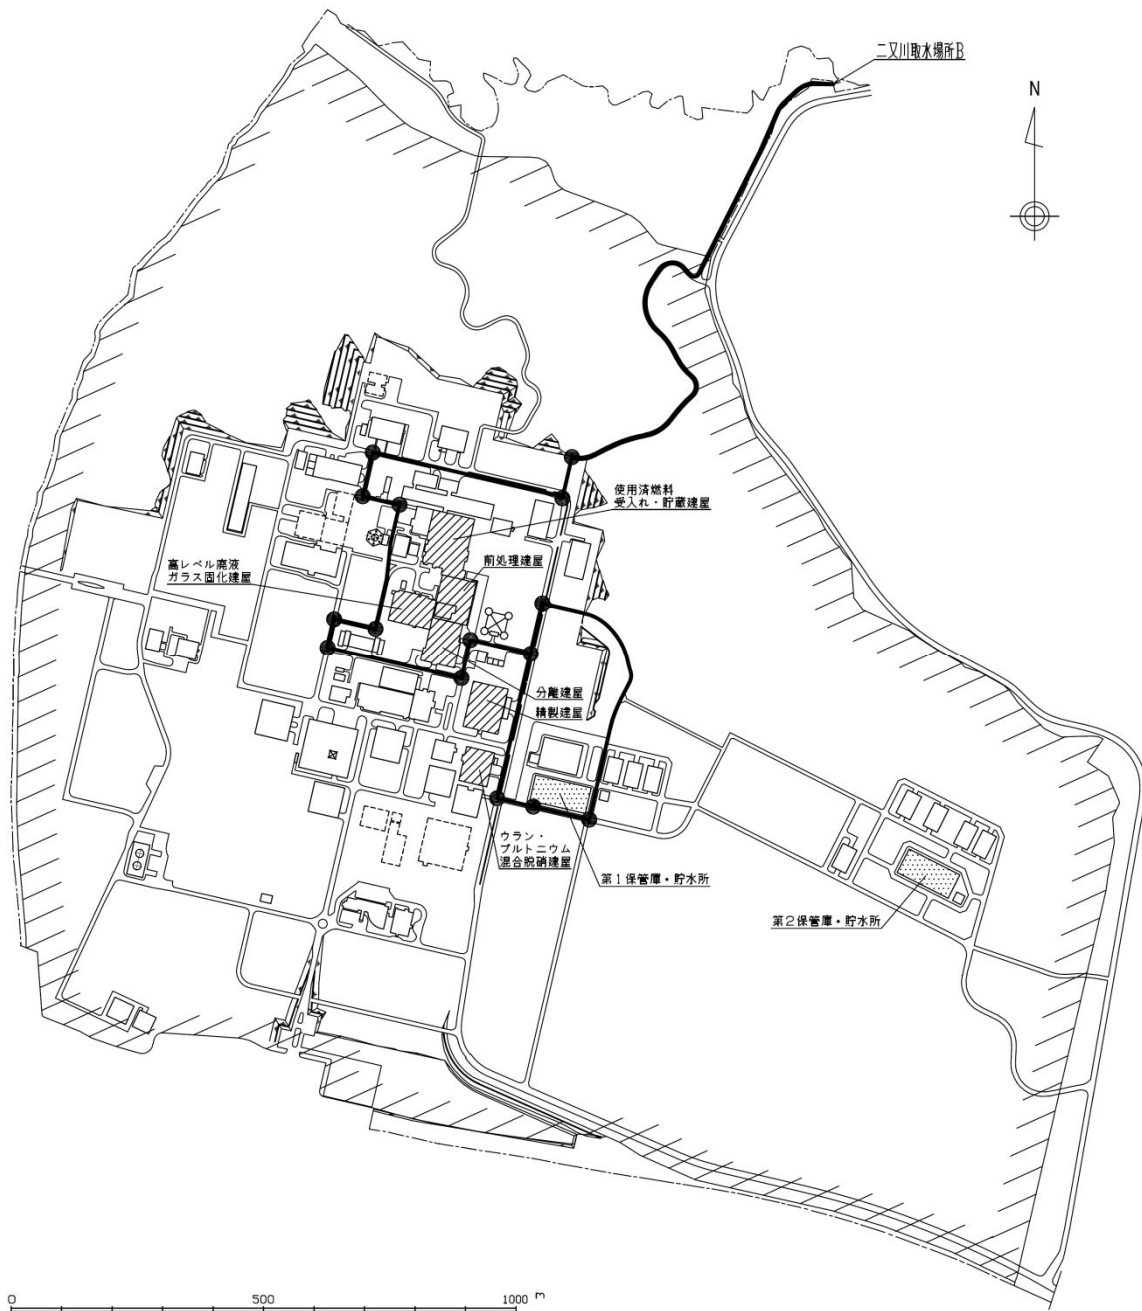 二又川取水場所B
N
使用済燃料
受入れ・貯蔵建屋
前処理建屋
高レベル廃液
ガラス固化建屋
分離建屋
精製建屋
ウラン・
プルトニウム
混合脱硝建屋
第1保管庫・貯水所
第2保管庫・貯水所
0 500 1000 m